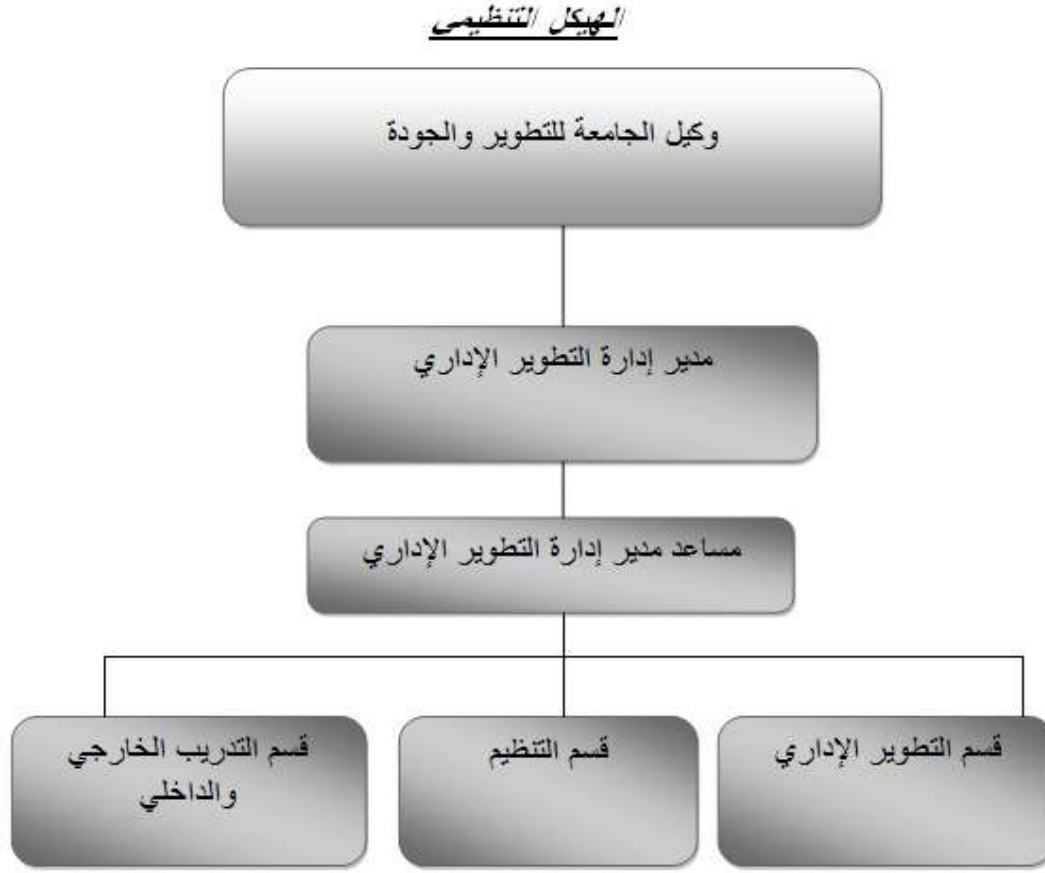 الهيكل التنظيمى
وكيل الجامعة للتطوير والجودة
مدير إدارة التطوير الإداري
مساعد مدير إدارة التطوير الإداري
قسم التطوير الإداري
قسم التنظيم
قسم التدريب الخارجي
والداخلي